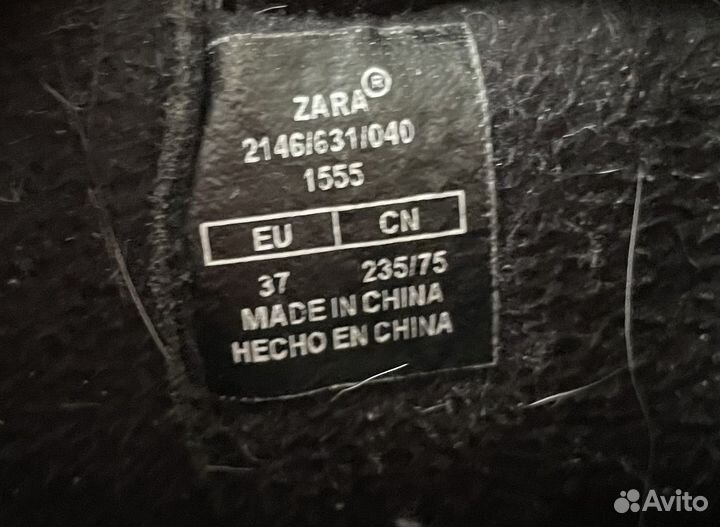 ZARA®
2146/631/040
1555
EU CN
37 235/75
MADE IN CHINA
HECHO EN CHINA
Avito